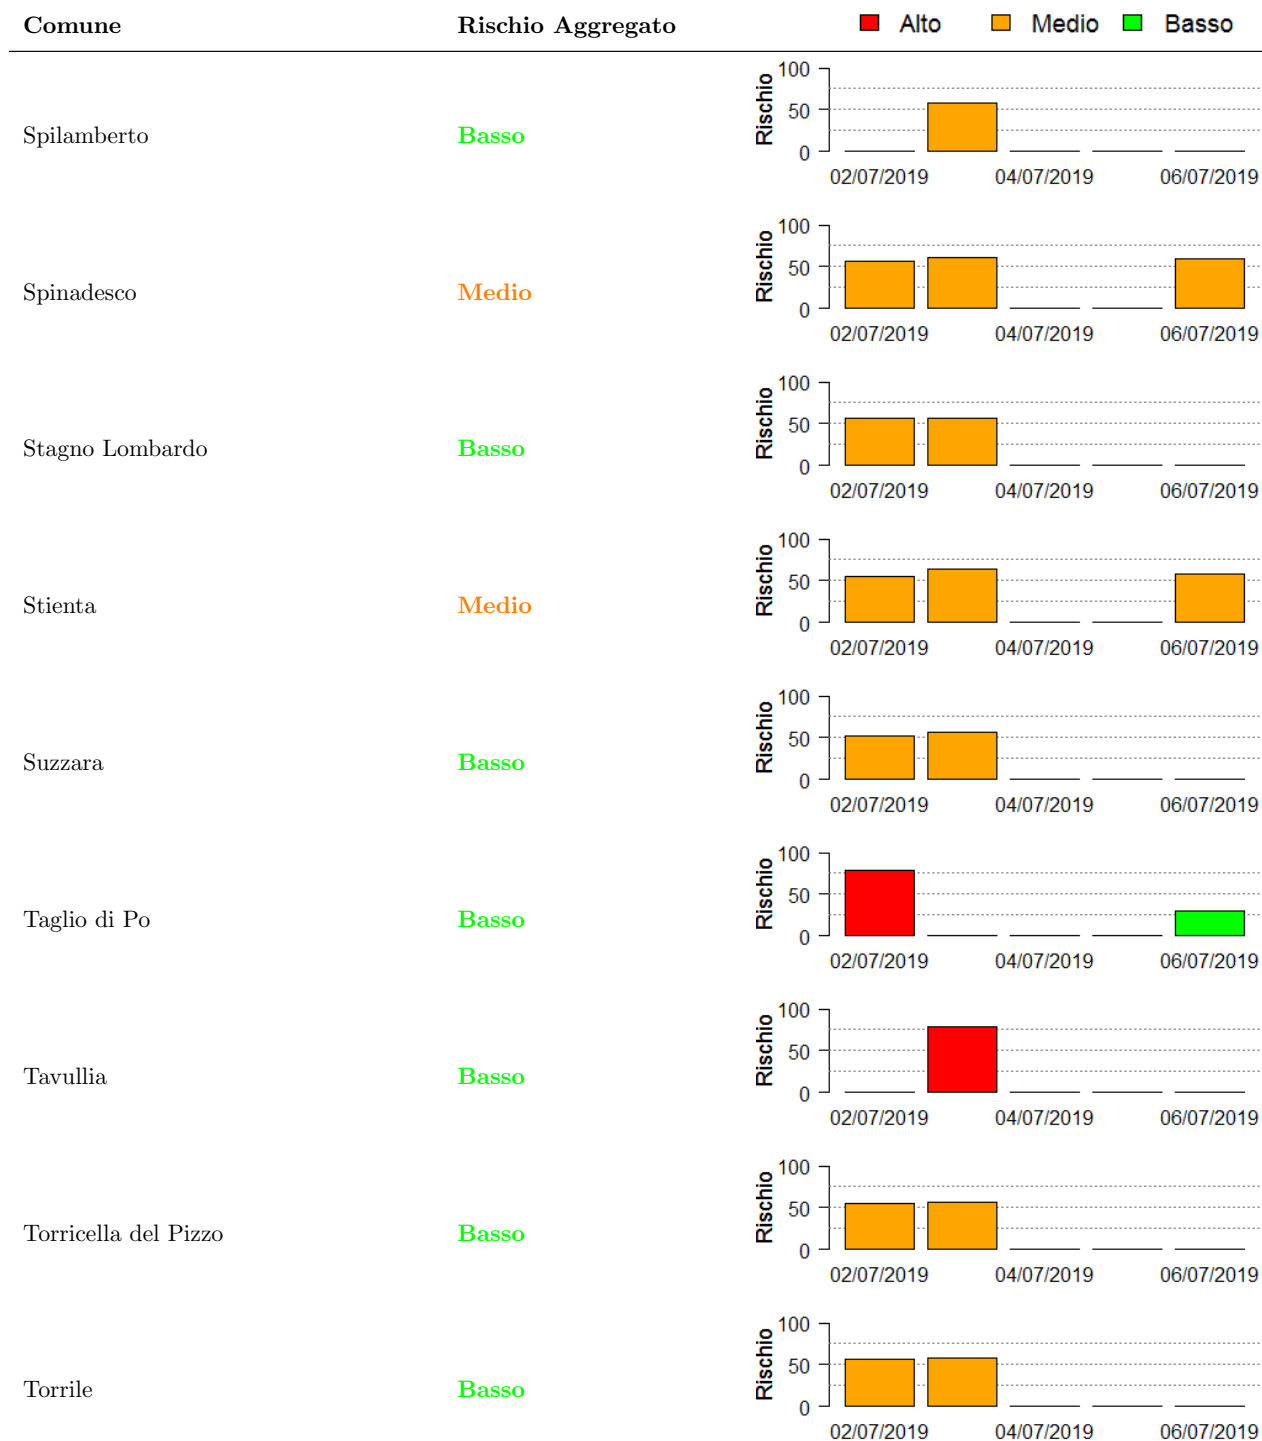 Comune Rischio Aggregato Alto Medio Basso
Spilamberto Basso Rischio 100 50 0
02/07/2019 04/07/2019 06/07/2019
Spinadesco Medio Rischio 100 50 0
02/07/2019 04/07/2019 06/07/2019
Stagno Lombardo Basso Rischio 100 50 0
02/07/2019 04/07/2019 06/07/2019
Stienta Medio Rischio 100 50 0
02/07/2019 04/07/2019 06/07/2019
Suzzara Basso Rischio 100 50 0
02/07/2019 04/07/2019 06/07/2019
Taglio di Po Basso Rischio 100 50 0
02/07/2019 04/07/2019 06/07/2019
Tavullia Basso Rischio 100 50 0
02/07/2019 04/07/2019 06/07/2019
Torricella del Pizzo Basso Rischio 100 50 0
02/07/2019 04/07/2019 06/07/2019
Torrile Basso Rischio 100 50 0
02/07/2019 04/07/2019 06/07/2019